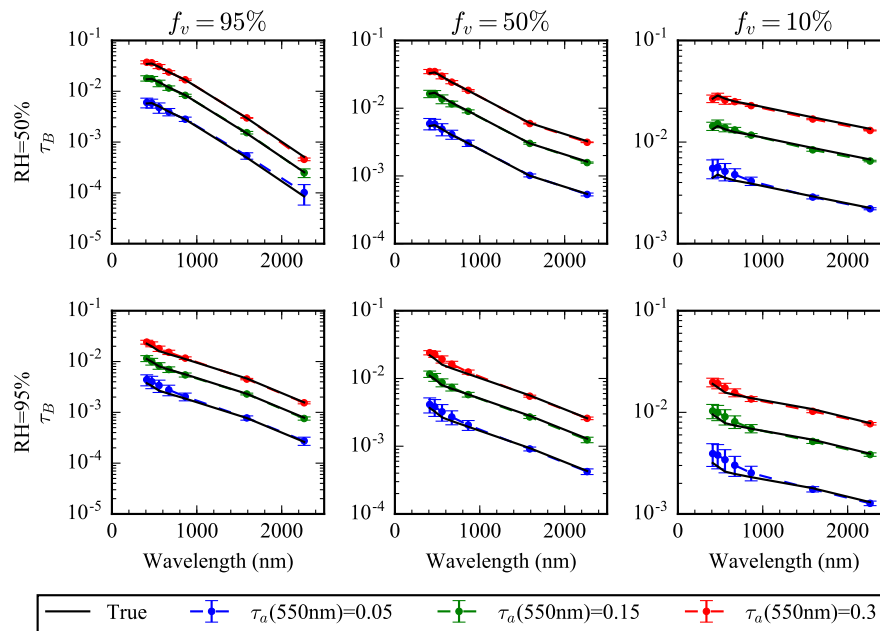 f_v = 95% f_v = 50% f_v = 10%
RH=50%
τ_B
10^-1 10^-1 10^-1
10^-2 10^-2 10^-2
10^-3 10^-3 10^-3
10^-4 10^-4
10^-5
0 1000 2000 0 1000 2000 0 1000 2000
RH=95%
τ_B
10^-1 10^-1 10^-1
10^-2 10^-2 10^-2
10^-3 10^-3 10^-3
10^-4 10^-4
10^-5
0 1000 2000 0 1000 2000 0 1000 2000
Wavelength (nm) Wavelength (nm) Wavelength (nm)
True τ_a(550nm)=0.05 τ_a(550nm)=0.15 τ_a(550nm)=0.3